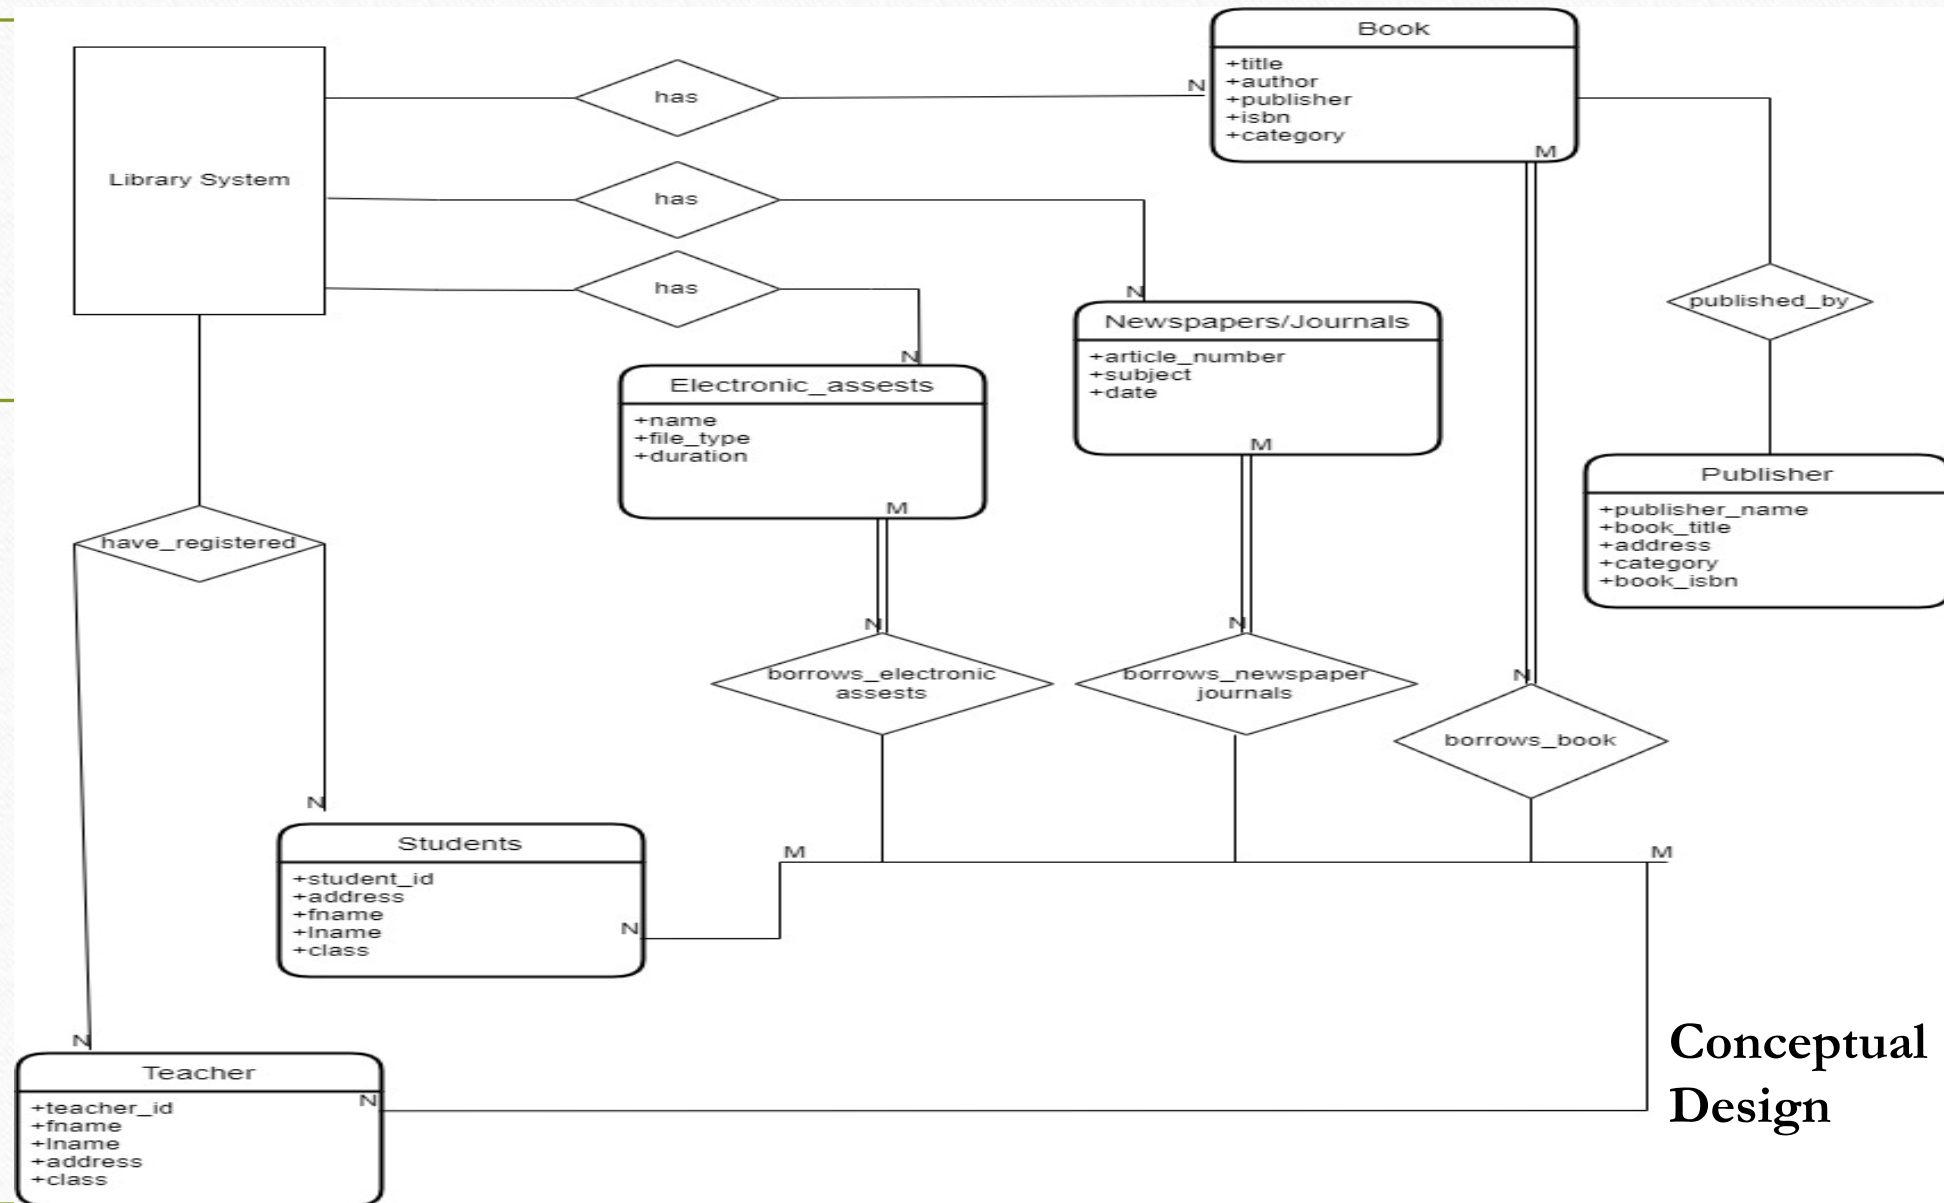 Book
+title
+author
+publisher
+isbn
+category
N
M
has
Library System
has
has
N
Newspapers/Journals
+article_number
+subject
+date
M
published_by
N
Electronic_assests
+name
+file_type
+duration
M
Publisher
+publisher_name
+book_title
+address
+category
+book_isbn
have_registered
N
borrows_electronic
assests
N
borrows_newspaper
journals
N
borrows_book
N
Students
+student_id
+address
+fname
+lname
+class
N
M
M
N
Teacher
+teacher_id
+fname
+lname
+address
+class
N
Conceptual
Design